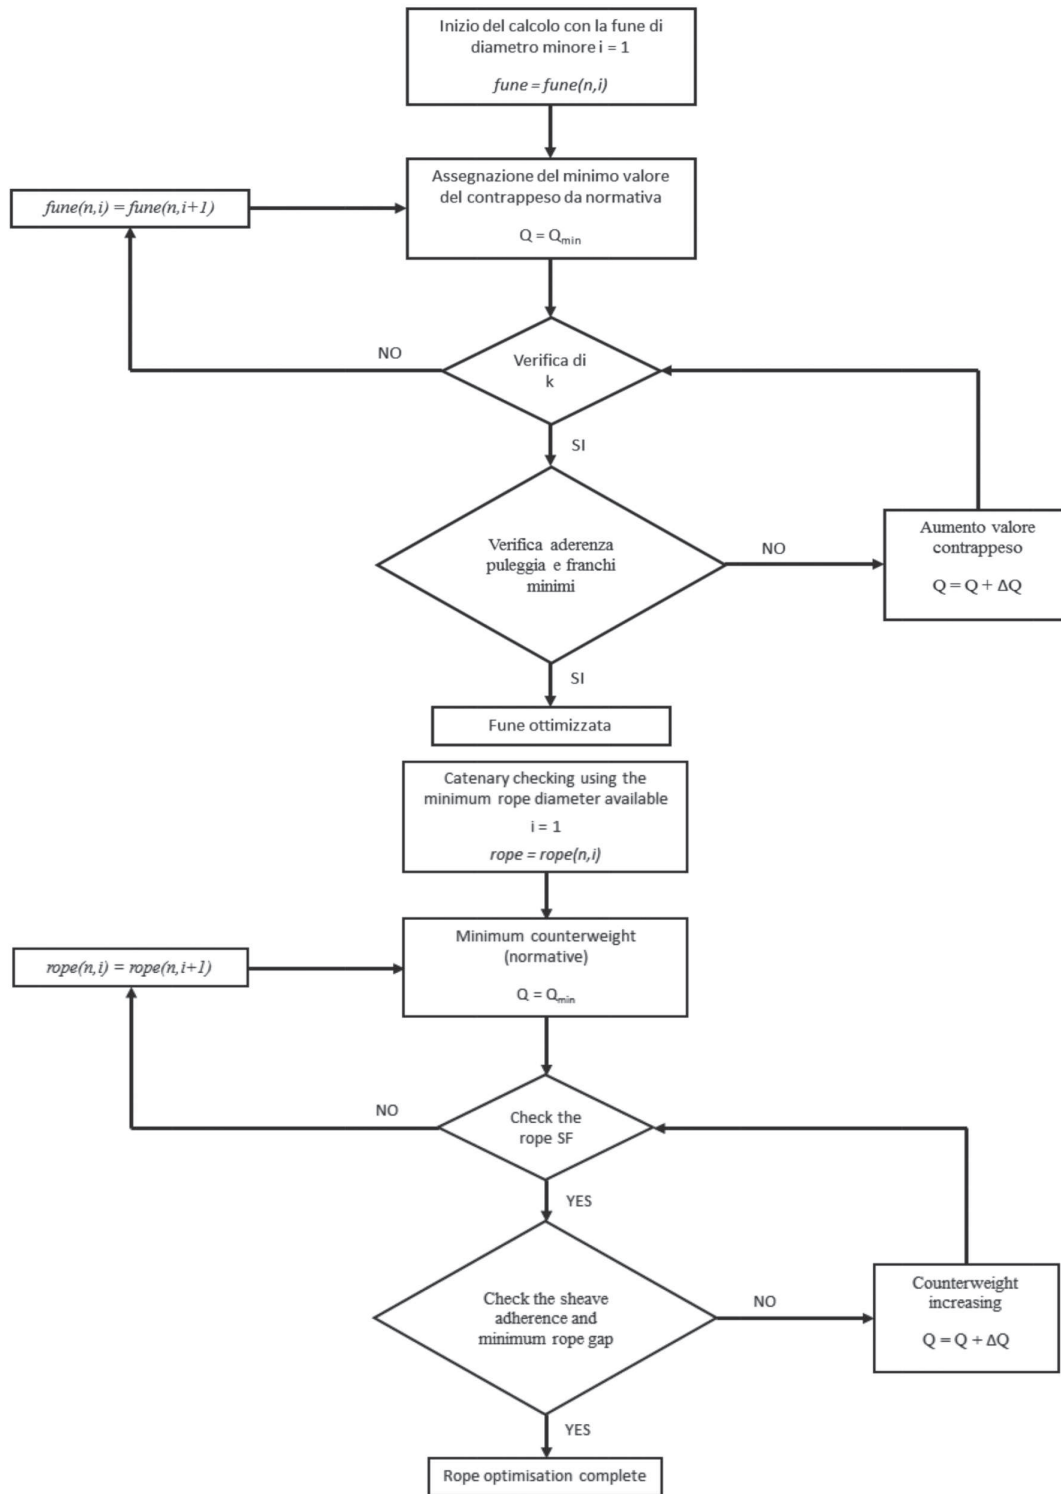 Inizio del calcolo con la fune di
diametro minore i = 1
fune = fune(n,i)
Assegnazione del minimo valore
del contrappeso da normativa
Q = Qmin
fune(n,i) = fune(n,i+1)
NO
Verifica di
k
SI
Verifica aderenza
puleggia e franchi
minimi
NO
Aumento valore
contrappeso
Q = Q + ΔQ
SI
Fune ottimizzata
Catenary checking using the
minimum rope diameter available
i = 1
rope = rope(n,i)
Minimum counterweight
(normative)
Q = Qmin
rope(n,i) = rope(n,i+1)
NO
Check the
rope SF
YES
Check the sheave
adherence and
minimum rope gap
NO
Counterweight
increasing
Q = Q + ΔQ
YES
Rope optimisation complete